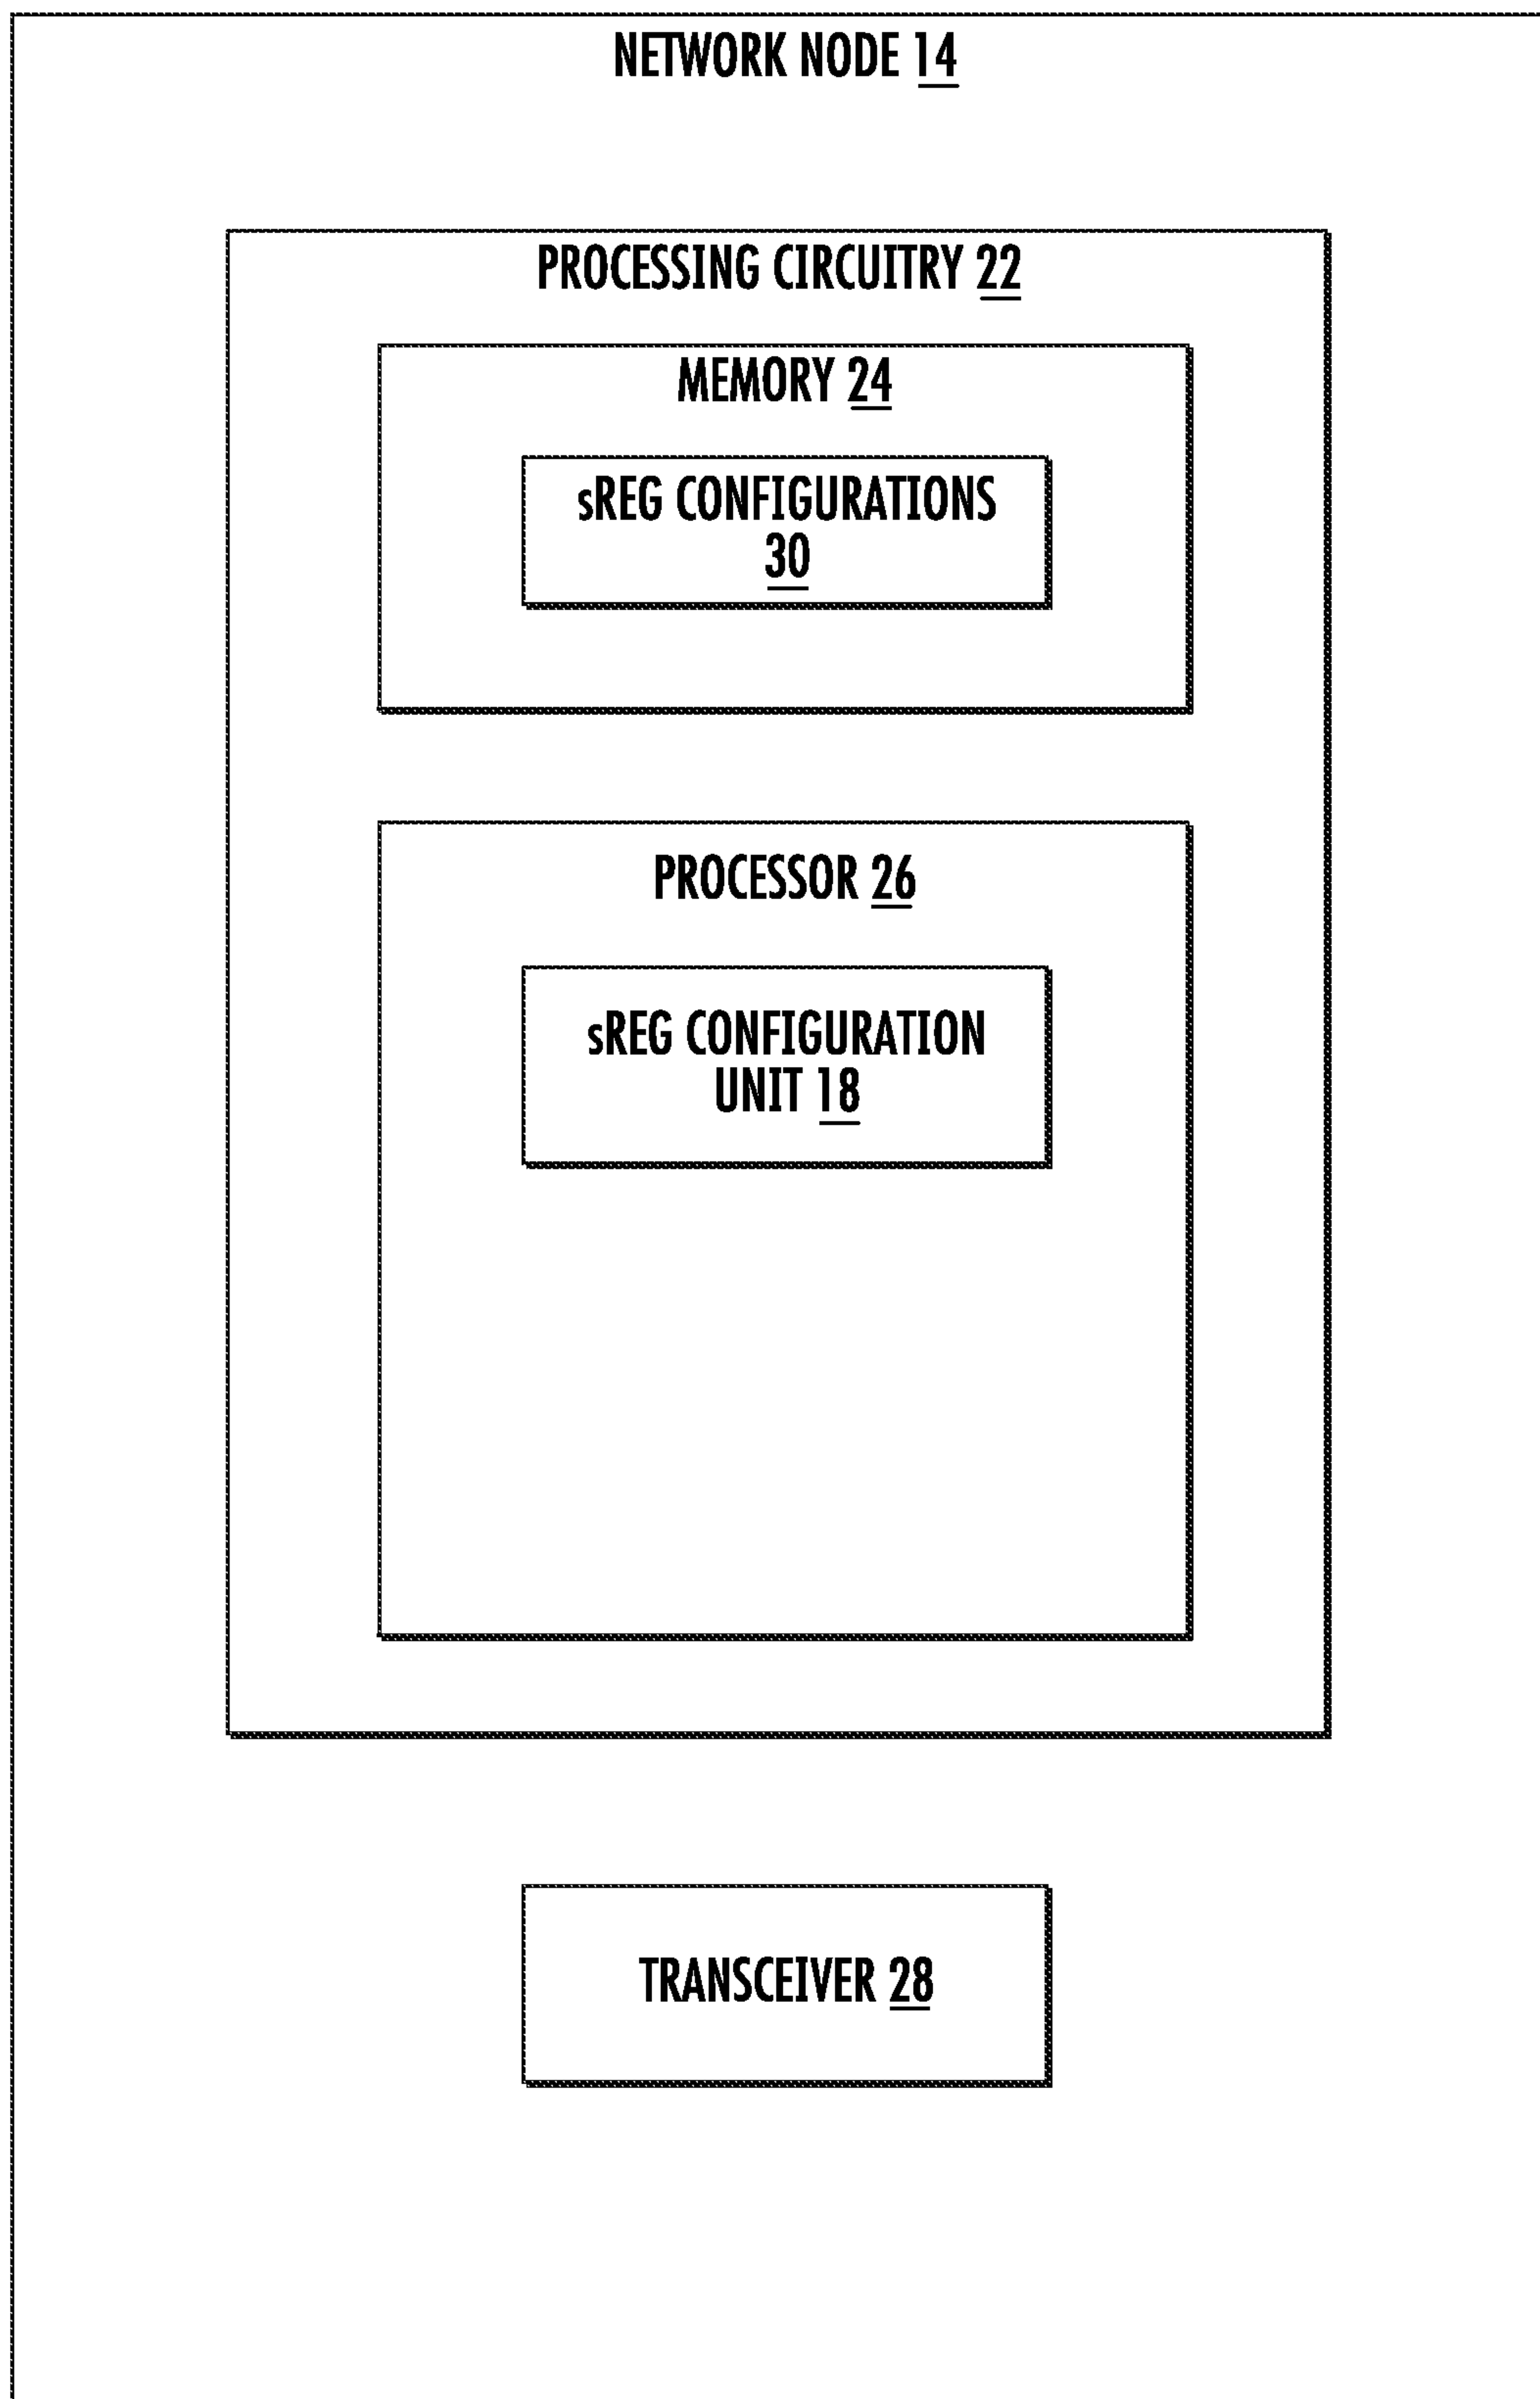 NETWORK NODE 14
PROCESSING CIRCUITRY 22
MEMORY 24
sREG CONFIGURATIONS
30
PROCESSOR 26
sREG CONFIGURATION
UNIT 18
TRANSCEIVER 28